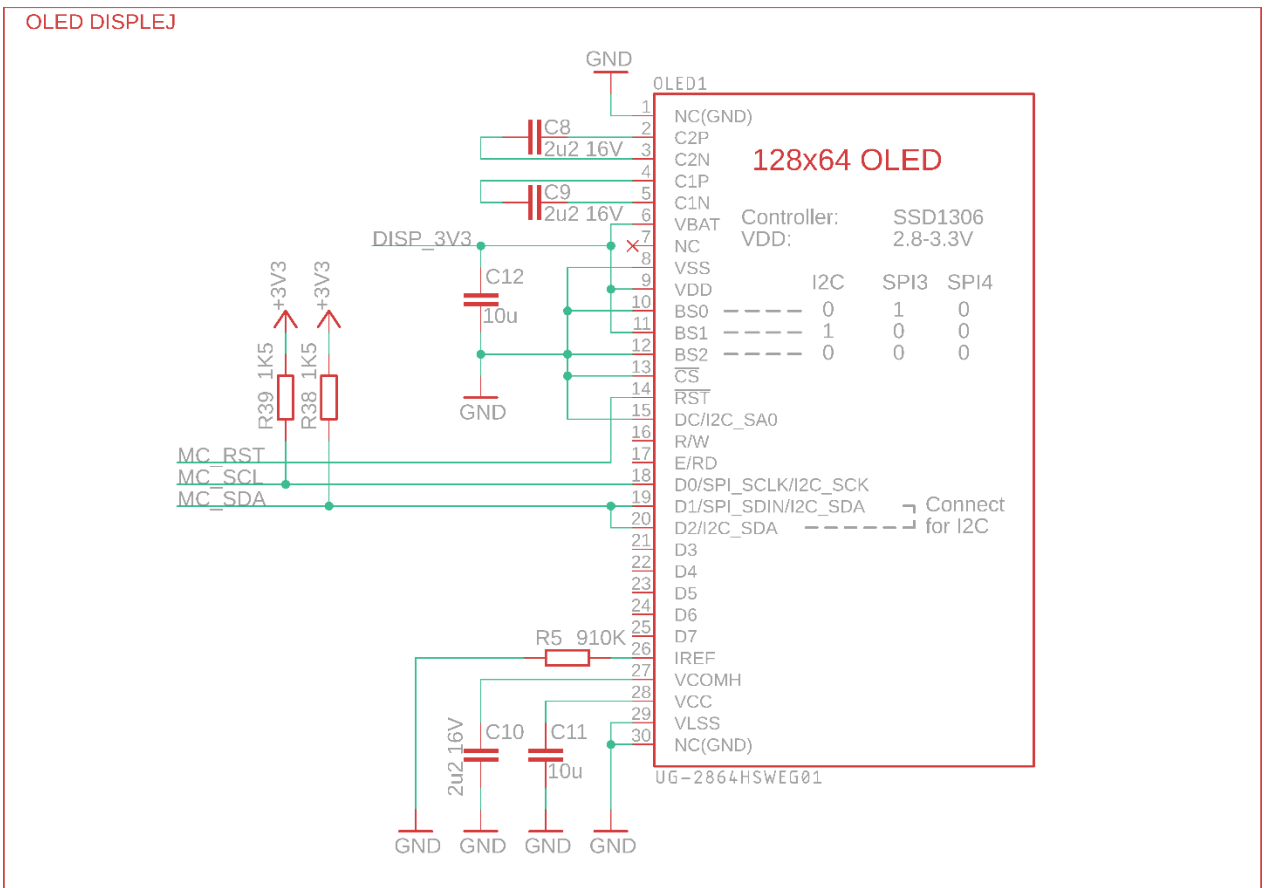 OLED DISPLEJ
GND
OLED1
1 NC(GND)
C8
2 C2P
2u2 16V
3 C2N
128x64 OLED
4 C1P
C9
5 C1N
2u2 16V
6 VBAT
Controller: SSD1306
DISP_3V3
7 NC
VDD: 2.8-3.3V
8 VSS
C12
9 VDD
I2C SPI3 SPI4
+3V3 +3V3
10u
10 BS0 0 1 0
11 BS1 1 0 0
12 BS2 0 0 0
R39 1K5
R38 1K5
13 CS
14 RST
GND
15 DC/I2C_SA0
16 R/W
MC_RST
17 E/RD
MC_SCL
18 D0/SPI_SCLK/I2C_SCK
MC_SDA
19 D1/SPI_SDIN/I2C_SDA
Connect
20 D2/I2C_SDA
for I2C
21 D3
22 D4
23 D5
24 D6
25 D7
R5 910K
26 IREF
27 VCOMH
28 VCC
29 VLSS
C10
2u2 16V
C11
10u
30 NC(GND)
UG-2864HSWEG01
GND GND GND GND